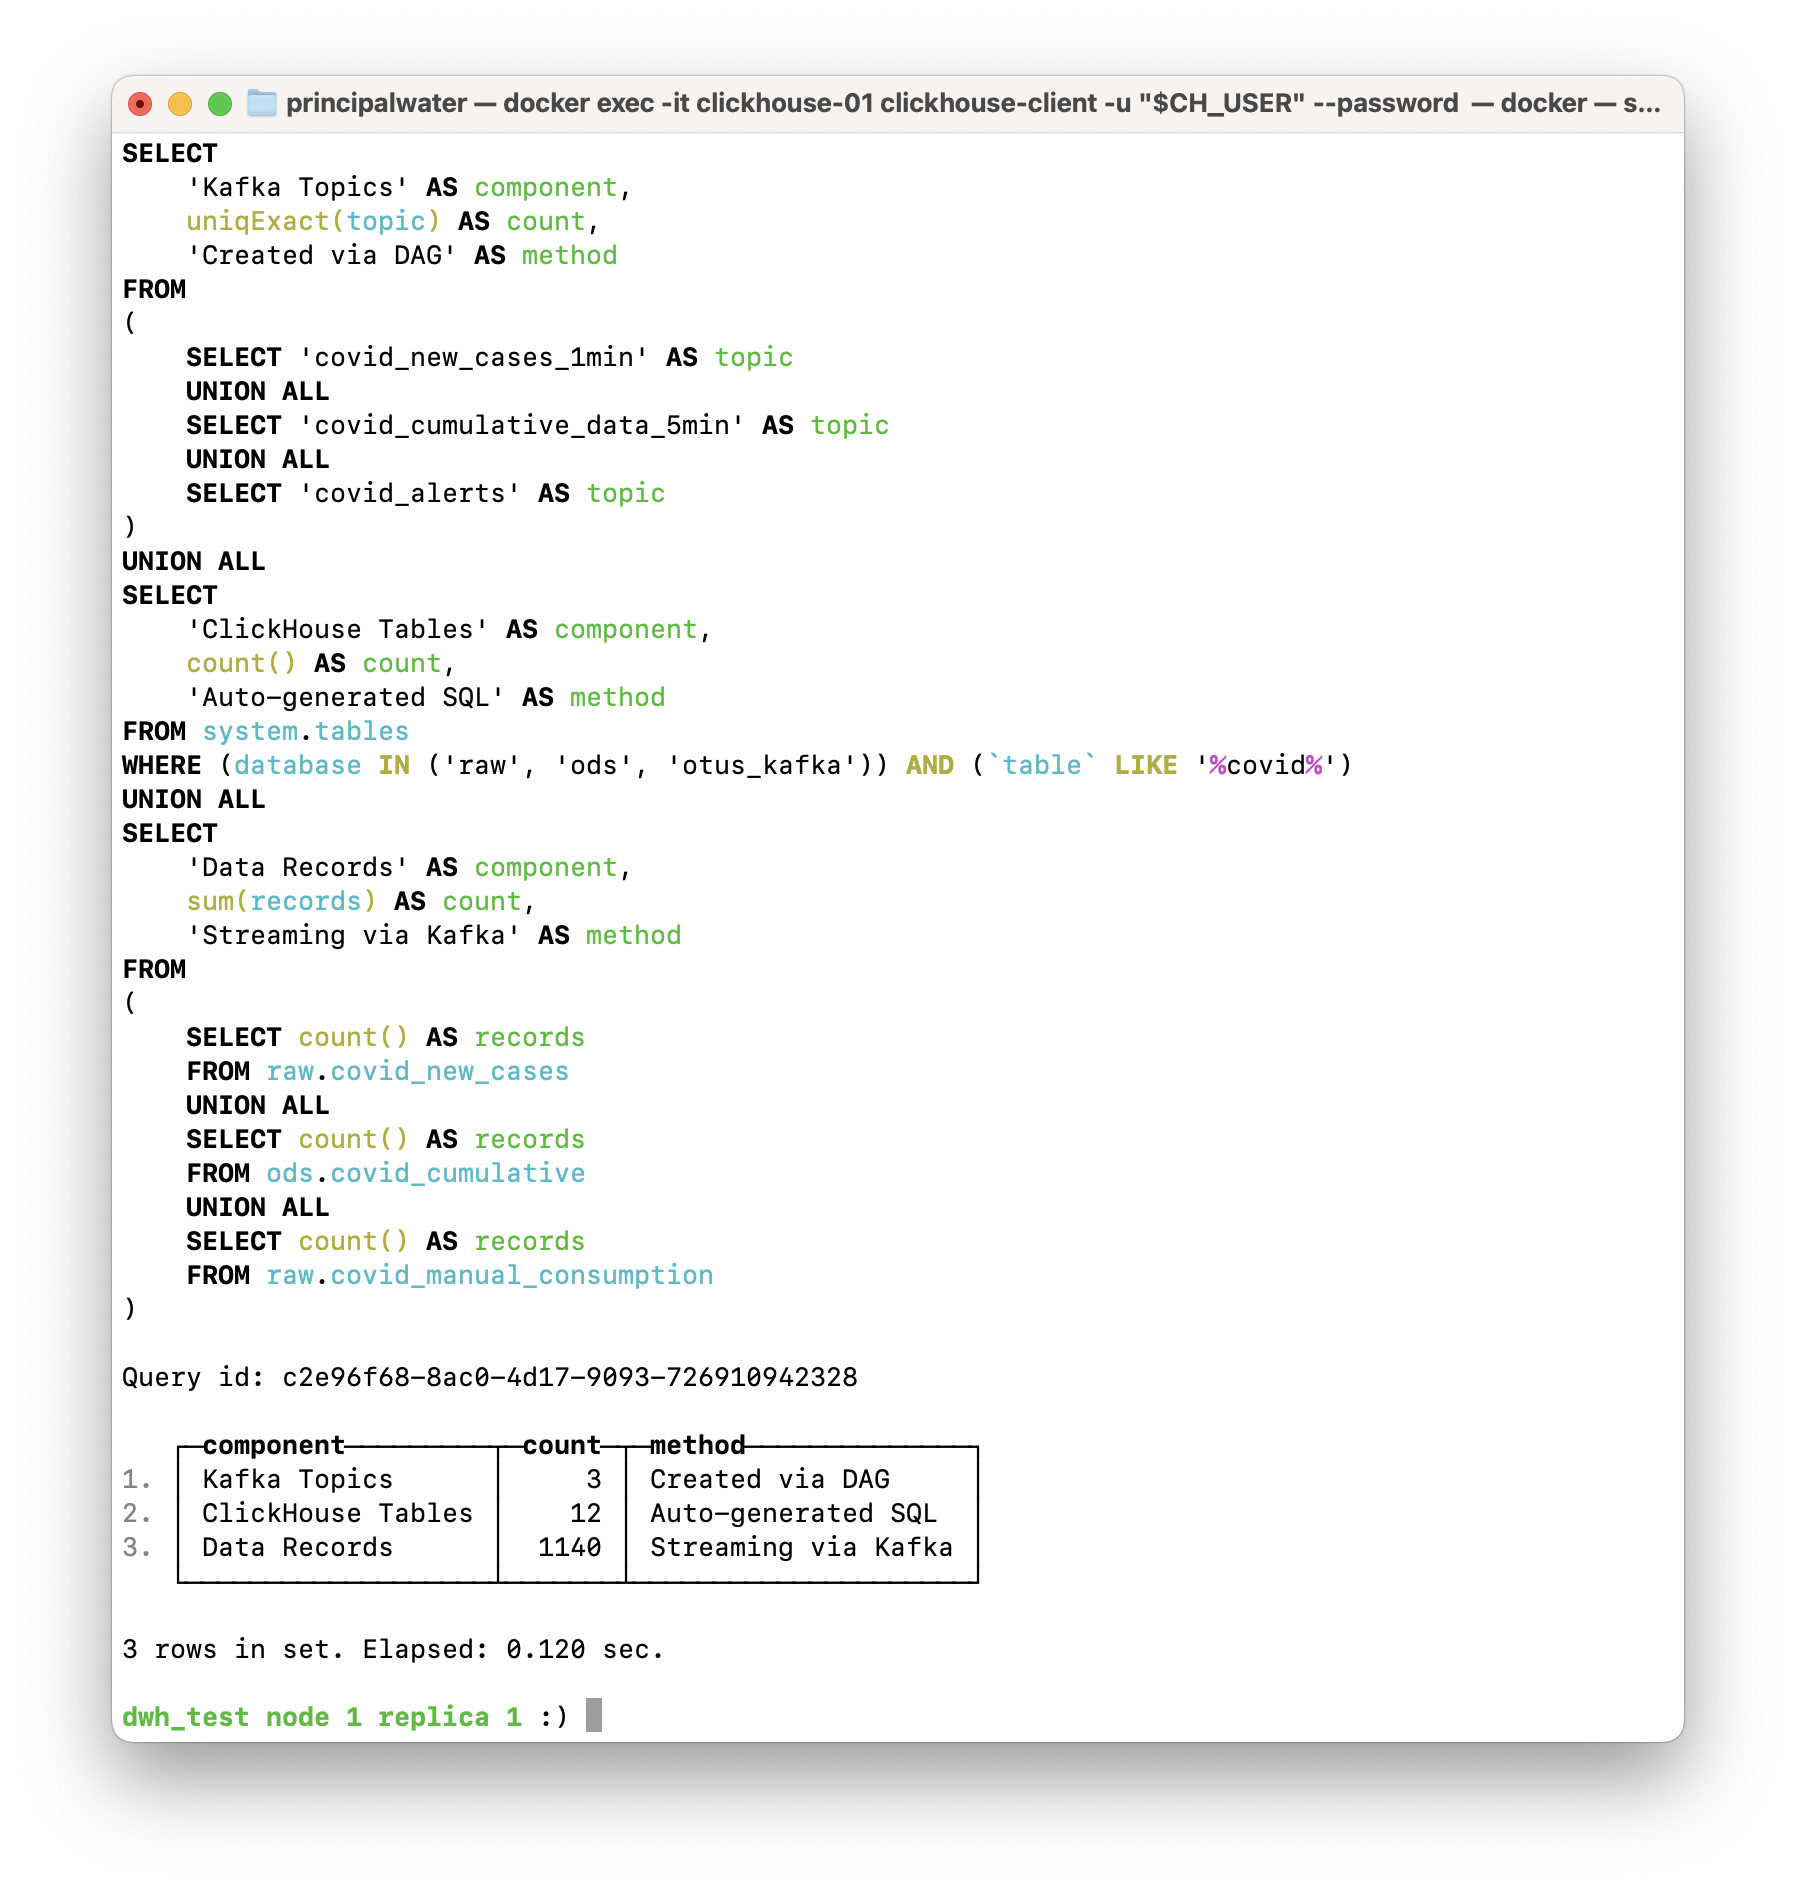 principalwater — docker exec -it clickhouse-01 clickhouse-client -u "$CH_USER" --password — docker — s...
SELECT
    'Kafka Topics' AS component,
    uniqExact(topic) AS count,
    'Created via DAG' AS method
FROM
(
    SELECT 'covid_new_cases_1min' AS topic
    UNION ALL
    SELECT 'covid_cumulative_data_5min' AS topic
    UNION ALL
    SELECT 'covid_alerts' AS topic
)
UNION ALL
SELECT
    'ClickHouse Tables' AS component,
    count() AS count,
    'Auto-generated SQL' AS method
FROM system.tables
WHERE (database IN ('raw', 'ods', 'otus_kafka')) AND (`table` LIKE '%covid%')
UNION ALL
SELECT
    'Data Records' AS component,
    sum(records) AS count,
    'Streaming via Kafka' AS method
FROM
(
    SELECT count() AS records
    FROM raw.covid_new_cases
    UNION ALL
    SELECT count() AS records
    FROM ods.covid_cumulative
    UNION ALL
    SELECT count() AS records
    FROM raw.covid_manual_consumption
)
Query id: c2e96f68-8ac0-4d17-9093-726910942328
component count method
1. Kafka Topics 3 Created via DAG
2. ClickHouse Tables 12 Auto-generated SQL
3. Data Records 1140 Streaming via Kafka
3 rows in set. Elapsed: 0.120 sec.
dwh_test node 1 replica 1 :)